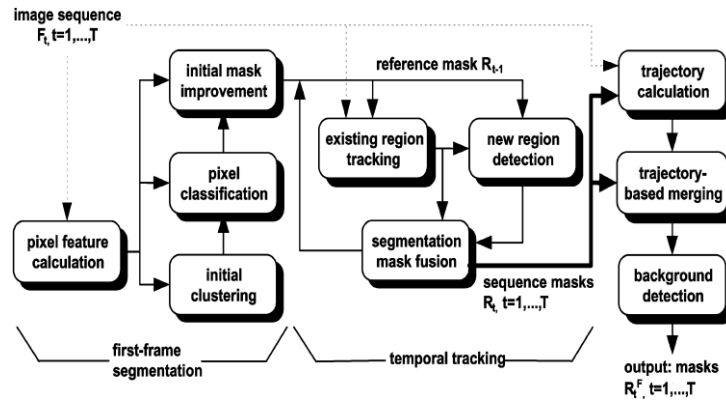 image sequence
F_t, t=1,...,T
initial mask
improvement
reference mask R_t-1
trajectory
calculation
existing region
tracking
new region
detection
pixel
classification
trajectory-
based merging
pixel feature
calculation
segmentation
mask fusion
initial
clustering
sequence masks
R_t, t=1,...,T
background
detection
first-frame
segmentation
temporal tracking
output: masks
R_t^F, t=1,...,T